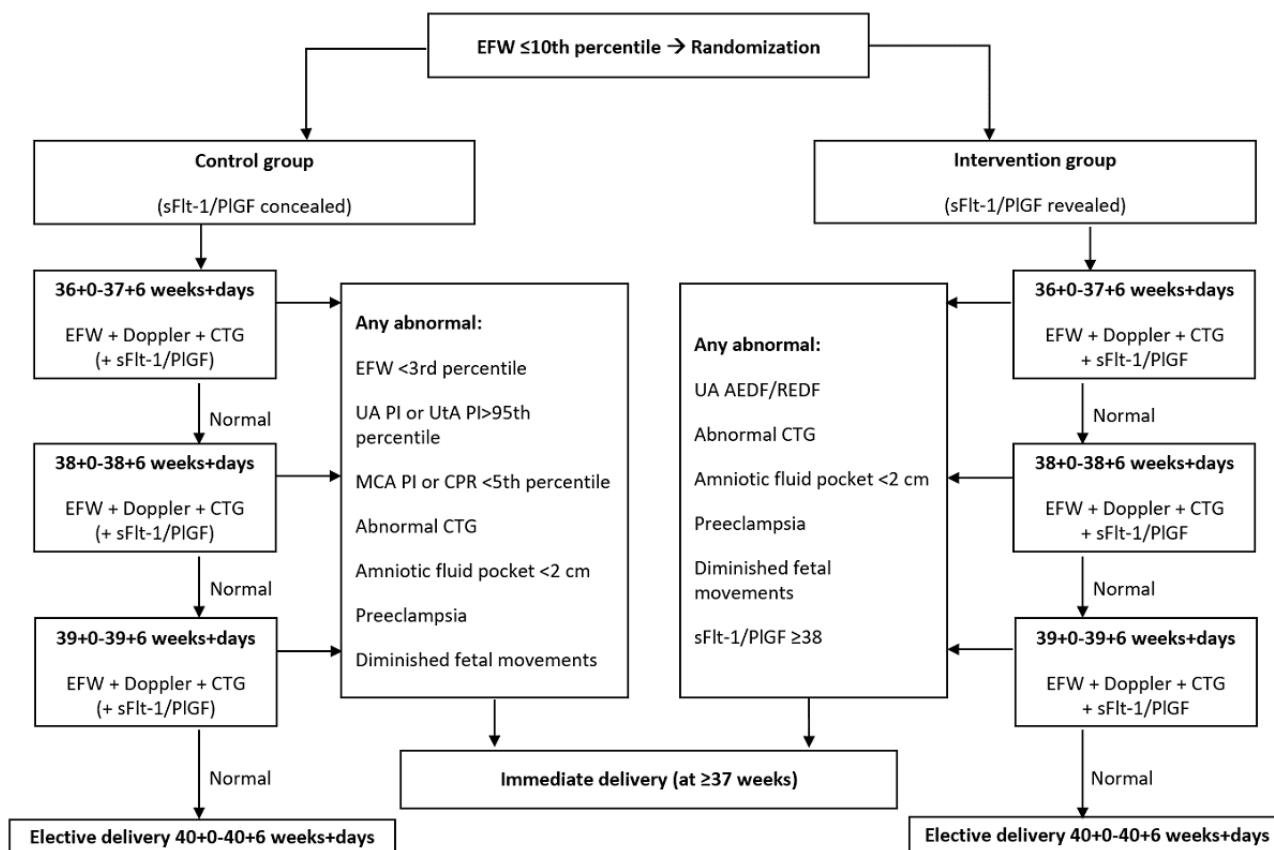 EFW ≤10th percentile → Randomization
Control group
(sFlt-1/PlGF concealed)
Intervention group
(sFlt-1/PlGF revealed)
36+0-37+6 weeks+days
EFW + Doppler + CTG
(+ sFlt-1/PlGF)
Normal
38+0-38+6 weeks+days
EFW + Doppler + CTG
(+ sFlt-1/PlGF)
Normal
39+0-39+6 weeks+days
EFW + Doppler + CTG
(+ sFlt-1/PlGF)
Normal
Elective delivery 40+0-40+6 weeks+days
Any abnormal:
EFW <3rd percentile
UA PI or UtA PI>95th
percentile
MCA PI or CPR <5th percentile
Abnormal CTG
Amniotic fluid pocket <2 cm
Preeclampsia
Diminished fetal movements
Any abnormal:
UA AEDF/REDF
Abnormal CTG
Amniotic fluid pocket <2 cm
Preeclampsia
Diminished fetal
movements
sFlt-1/PlGF ≥38
Immediate delivery (at ≥37 weeks)
36+0-37+6 weeks+days
EFW + Doppler + CTG
+ sFlt-1/PlGF
Normal
38+0-38+6 weeks+days
EFW + Doppler + CTG
+ sFlt-1/PlGF
Normal
39+0-39+6 weeks+days
EFW + Doppler + CTG
+ sFlt-1/PlGF
Normal
Elective delivery 40+0-40+6 weeks+days